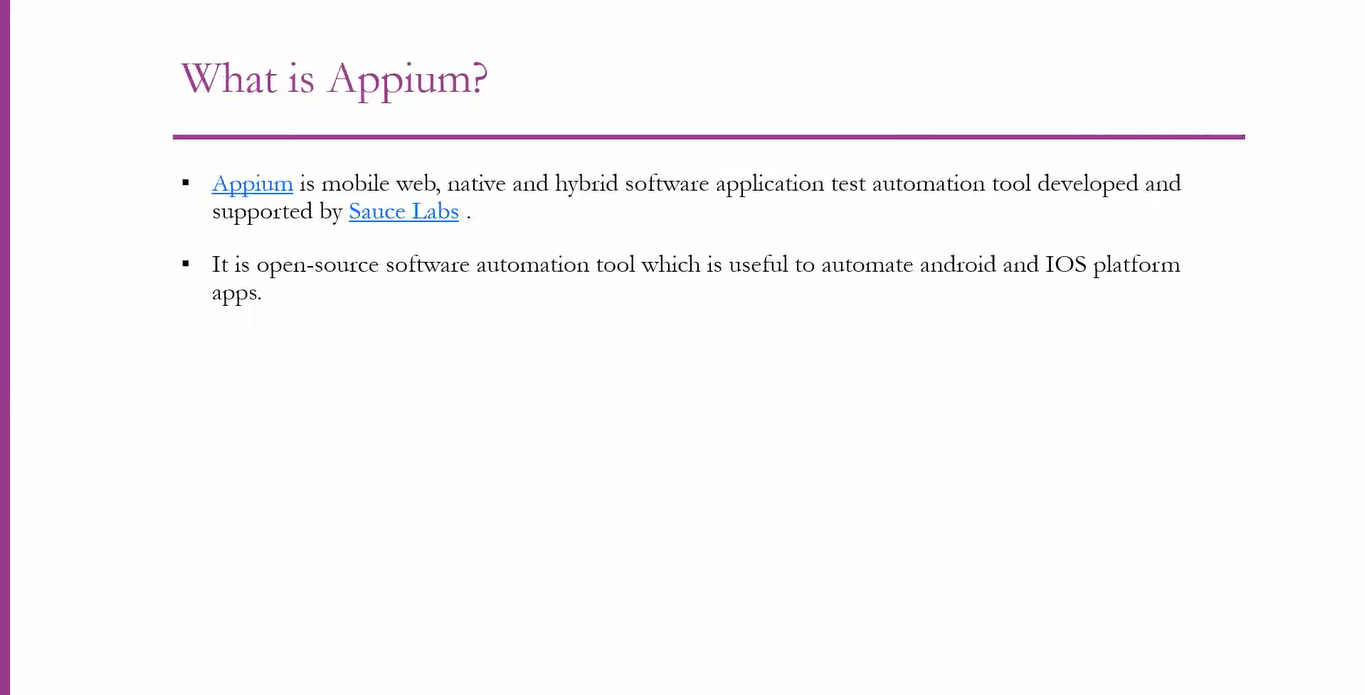 What is Appium?
▪ Appium is mobile web, native and hybrid software application test automation tool developed and
supported by Sauce Labs .
▪ It is open-source software automation tool which is useful to automate android and IOS platform
apps.